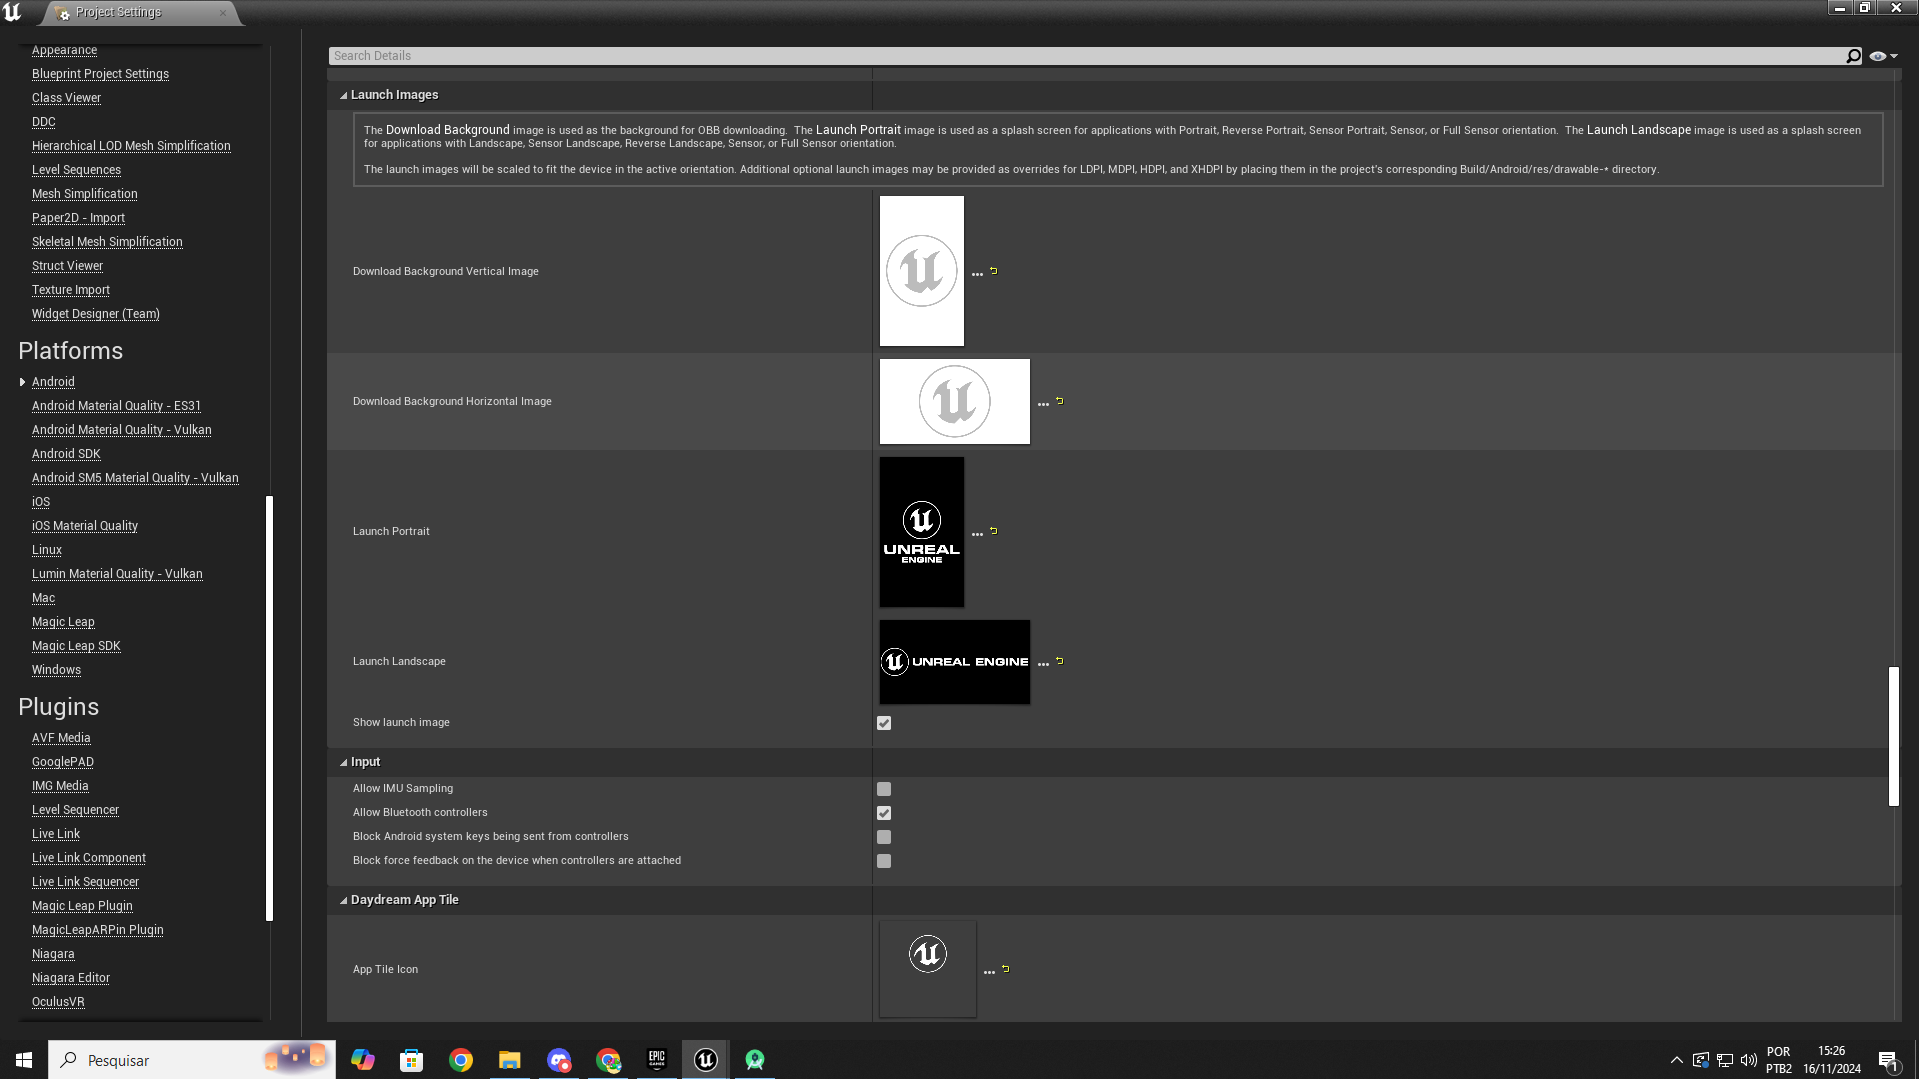 Project Settings
Search Details
Appearance
Blueprint Project Settings
Class Viewer
DDC
Hierarchical LOD Mesh Simplification
Level Sequences
Mesh Simplification
Paper2D - Import
Skeletal Mesh Simplification
Struct Viewer
Texture Import
Widget Designer (Team)
Platforms
Android
Android Material Quality - ES31
Android Material Quality - Vulkan
Android SDK
Android SM5 Material Quality - Vulkan
iOS
iOS Material Quality
Linux
Lumin Material Quality - Vulkan
Mac
Magic Leap
Magic Leap SDK
Windows
Plugins
AVF Media
GooglePAD
IMG Media
Level Sequencer
Live Link
Live Link Component
Live Link Sequencer
Magic Leap Plugin
MagicLeapARPin Plugin
Niagara
Niagara Editor
OculusVR
Launch Images
The Download Background image is used as the background for OBB downloading. The Launch Portrait image is used as a splash screen for applications with Portrait, Reverse Portrait, Sensor Portrait, Sensor, or Full Sensor orientation. The Launch Landscape image is used as a splash screen
for applications with Landscape, Sensor Landscape, Reverse Landscape, Sensor, or Full Sensor orientation.
The launch images will be scaled to fit the device in the active orientation. Additional optional launch images may be provided as overrides for LDPI, MDPI, HDPI, and XHDPI by placing them in the project's corresponding Build/Android/res/drawable-* directory.
Download Background Vertical Image
Download Background Horizontal Image
Launch Portrait
UNREAL
ENGINE
Launch Landscape
UNREAL ENGINE
Show launch image
Input
Allow IMU Sampling
Allow Bluetooth controllers
Block Android system keys being sent from controllers
Block force feedback on the device when controllers are attached
Daydream App Tile
App Tile Icon
Pesquisar
EPIC
GAMES
POR
PTB2
15:26
16/11/2024
1